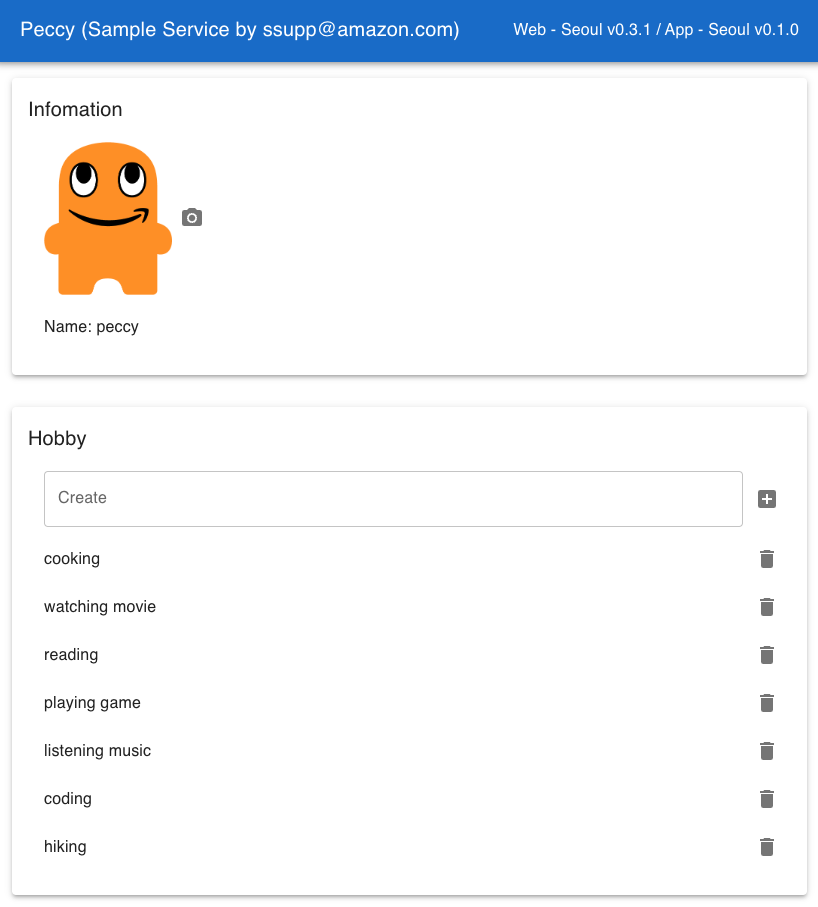 Peccy (Sample Service by ssupp@amazon.com)
Web - Seoul v0.3.1 / App - Seoul v0.1.0
Infomation
Name: peccy
Hobby
Create
cooking
watching movie
reading
playing game
listening music
coding
hiking